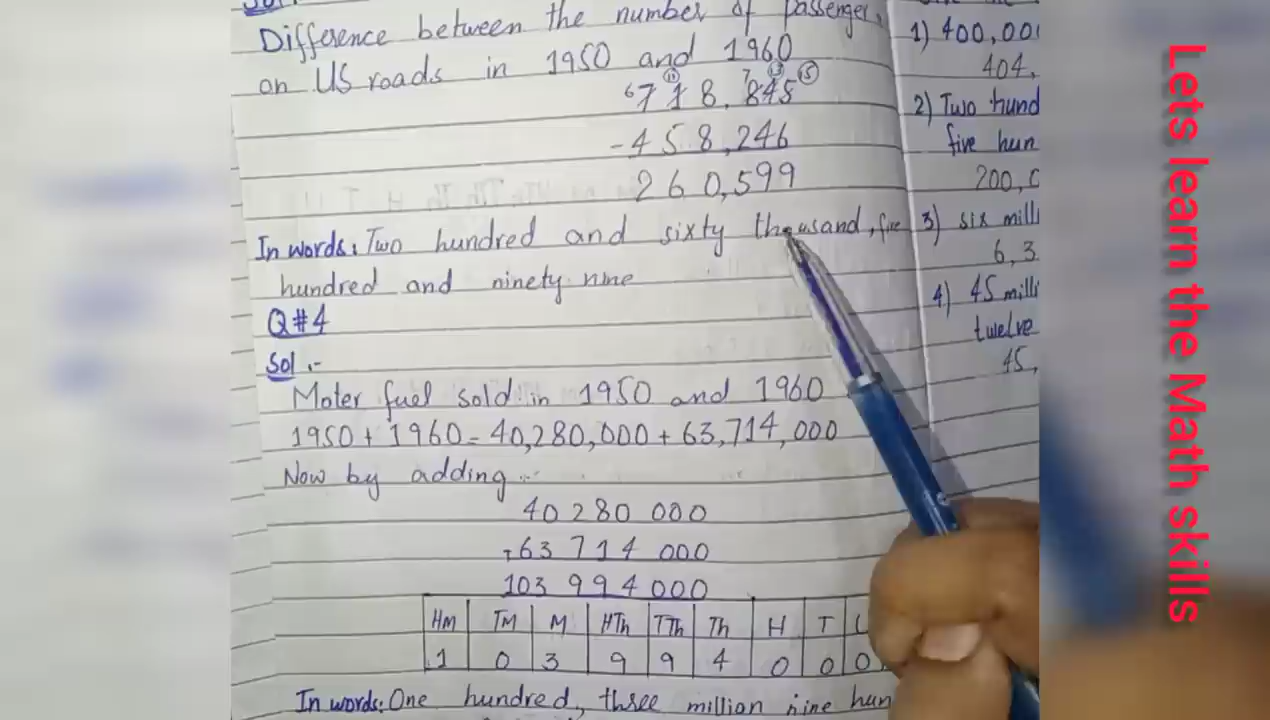 Difference between the number of passenger.
on US roads in 1950 and 1960
718,845
-458,246
260,599
In words: Two hundred and sixty thousand, five
hundred and ninety nine
Q#4
Sol:-
Moter fuel sold in 1950 and 1960
1950 + 1960 = 40,280,000 + 63,714,000
Now by adding
40 280 000
+63 714 000
103 994 000
HM TM M HTh TTh Th H T
1 0 3 9 9 4 0 0 0
In words: One hundred, three million nine hun
1) 400,00
404,
2) Two hund
five hun
200,0
3) six milli
6,3
4) 45 milli
twelve
45,
Lets learn the Math skills